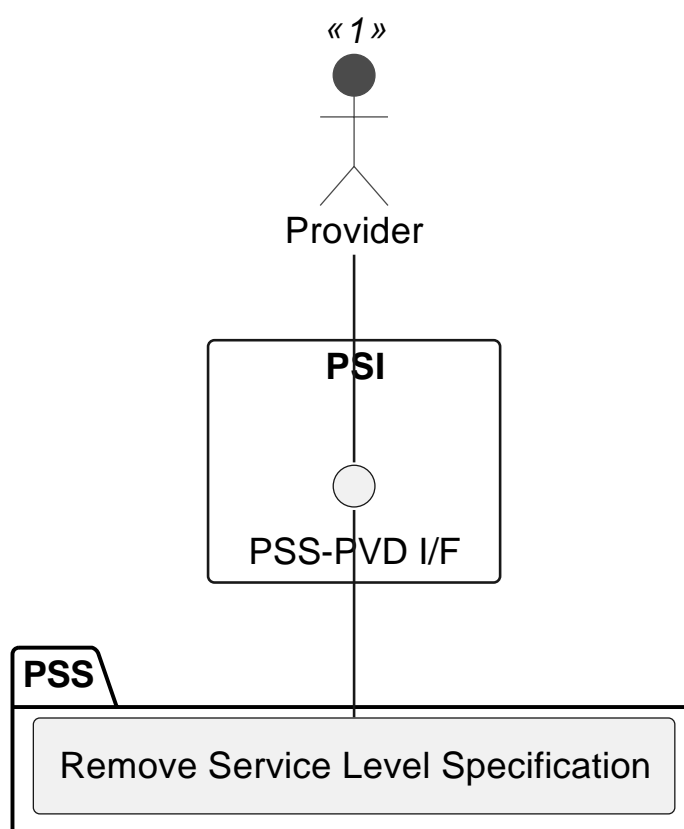 «1»
Provider
PSI
PSS-PVD I/F
PSS
Remove Service Level Specification